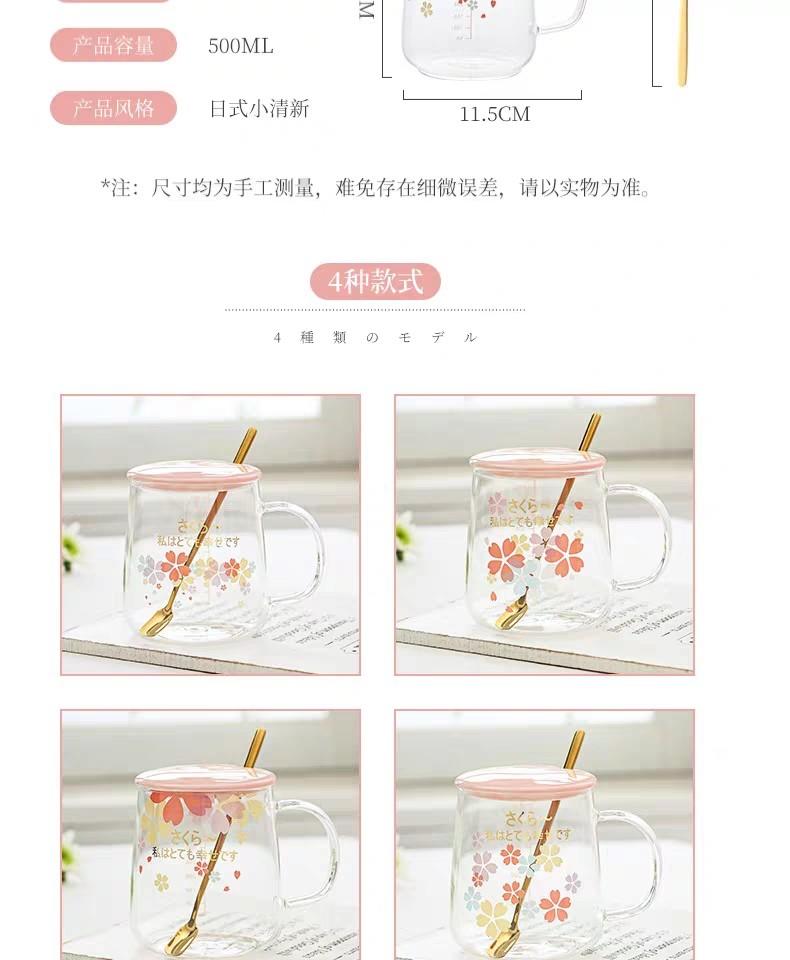 M
产品容量 500ML
产品风格 日式小清新
11.5CM
*注：尺寸均为手工测量，难免存在细微误差，请以实物为准。
4种款式
4種類のモデル
さくら~
私はとても幸せです
さくら~
私はとても幸せです
さくら~
私はとても幸せです
さくら~
私はとても幸せです